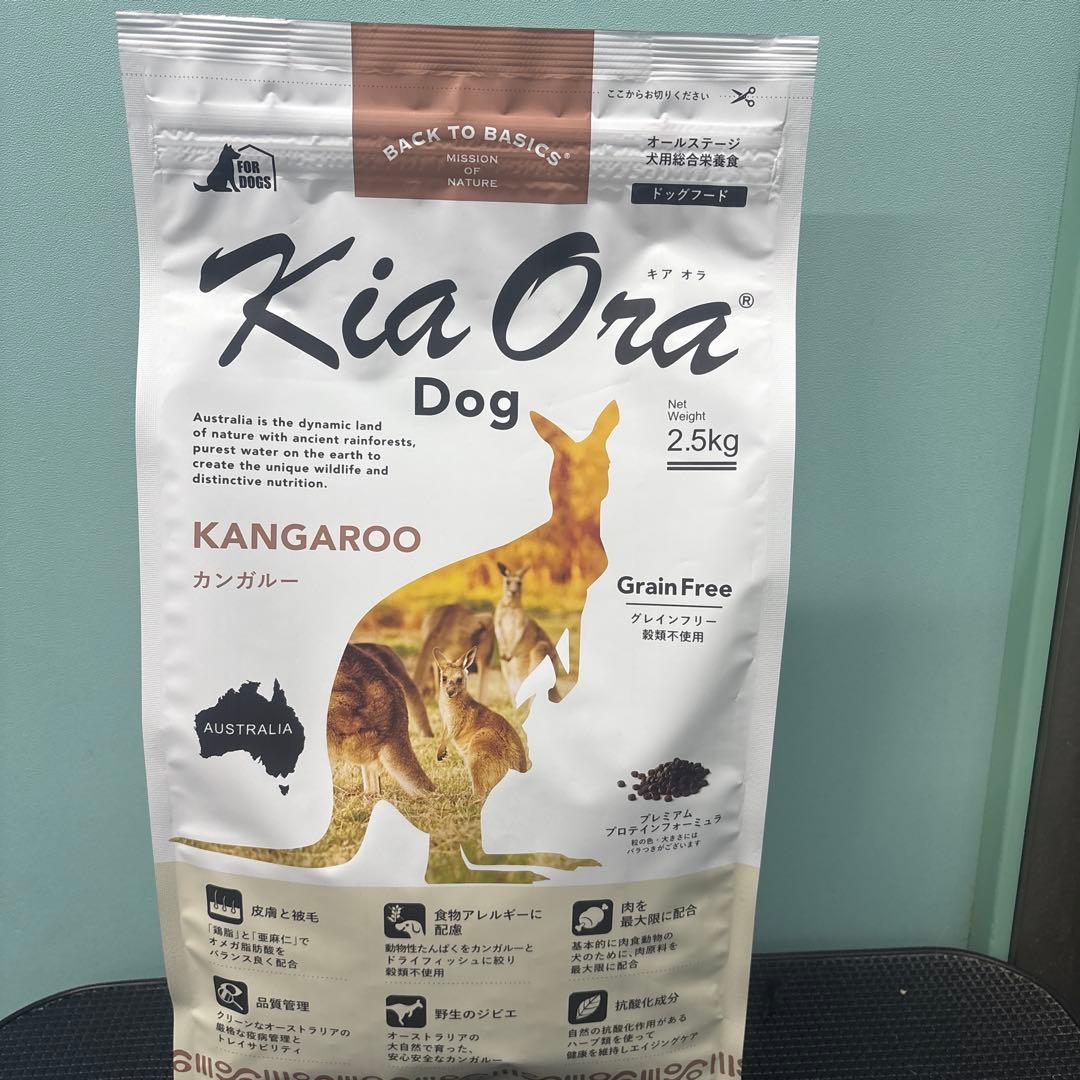 ここからお切りください
BACK TO BASICS®
MISSION
OF
NATURE
FOR
DOGS
オールステージ
犬用総合栄養食
ドッグフード
キア オラ
Kia Ora®
Dog
Net
Weight
2.5kg
Australia is the dynamic land
of nature with ancient rainforests,
purest water on the earth to
create the unique wildlife and
distinctive nutrition.
KANGAROO
カンガルー
Grain Free
グレインフリー
穀類不使用
AUSTRALIA
プレミアム
プロテインフォーミュラ
粒の色・大きさには
バラつきがございます
皮膚と被毛
「鶏脂」と「亜麻仁」で
オメガ脂肪酸を
バランス良く配合
食物アレルギーに
配慮
動物性たんぱくをカンガルーと
ドライフィッシュに絞り
穀類不使用
肉を
最大限に配合
基本的に肉食動物の
犬のために、肉原料を
最大限に配合
品質管理
クリーンなオーストラリアの
厳格な疫病管理と
トレイサビリティ
野生のジビエ
オーストラリアの
大自然で育った、
安心安全なカンガルー
抗酸化成分
自然の抗酸化作用がある
ハーブ類を使って
健康を維持しエイジングケア